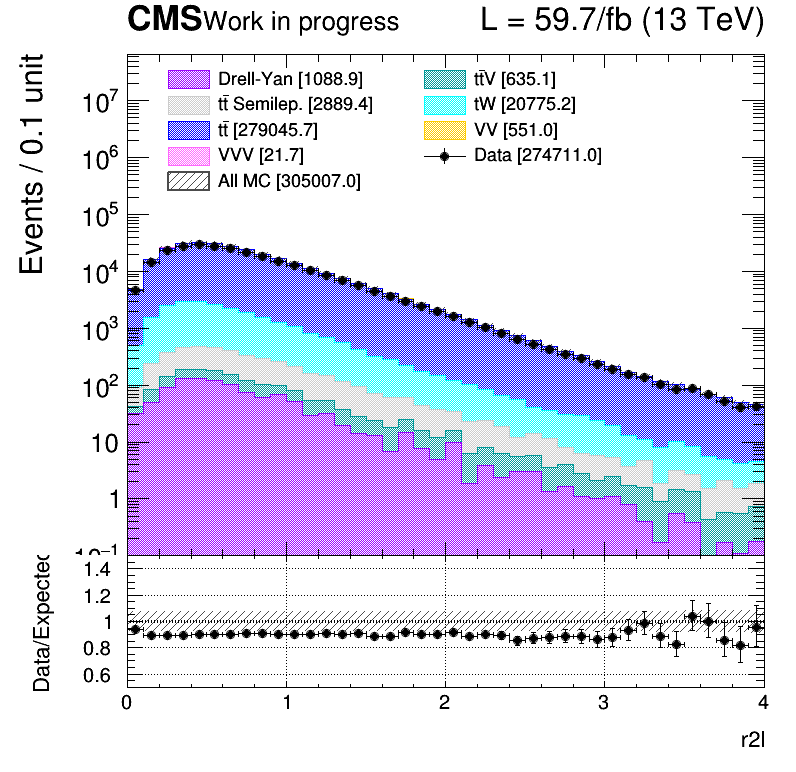 CMS Work in progress L = 59.7/fb (13 TeV)
Events / 0.1 unit
Drell-Yan [1088.9]
tt̄ Semilep. [2889.4]
tt̄ [279045.7]
VVV [21.7]
All MC [305007.0]
tt̄V [635.1]
tW [20775.2]
VV [551.0]
Data [274711.0]
10⁷
10⁶
10⁵
10⁴
10³
10²
10
1
10⁻¹
Data/Expected
1.4
1.2
1
0.8
0.6
0 1 2 3 4
r2l